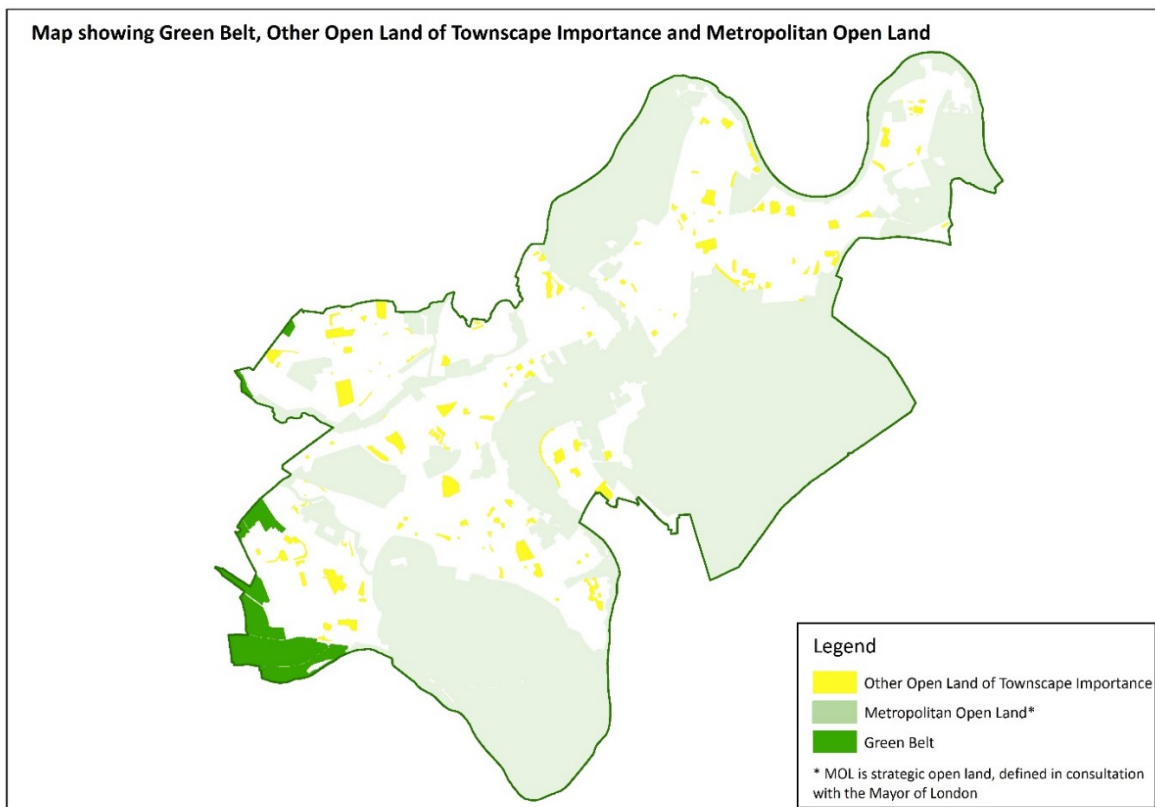 Map showing Green Belt, Other Open Land of Townscape Importance and Metropolitan Open Land
Legend
Other Open Land of Townscape Importance
Metropolitan Open Land*
Green Belt
* MOL is strategic open land, defined in consultation
with the Mayor of London